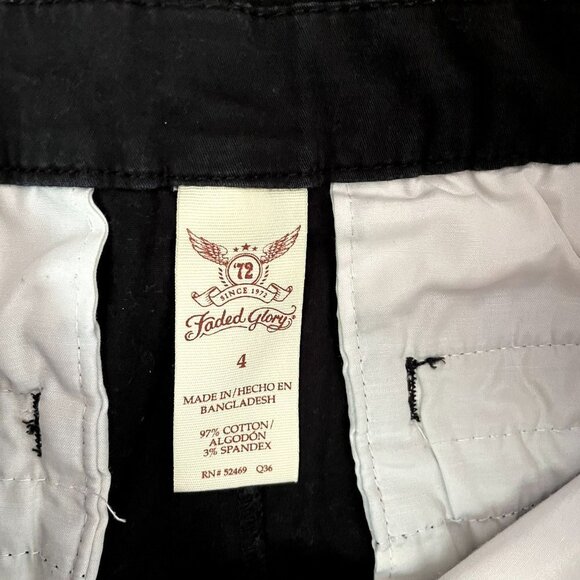 '72
SINCE 1972
Faded Glory®
4
MADE IN/HECHO EN
BANGLADESH
97% COTTON/
ALGODÓN
3% SPANDEX
RN# 52469 Q36